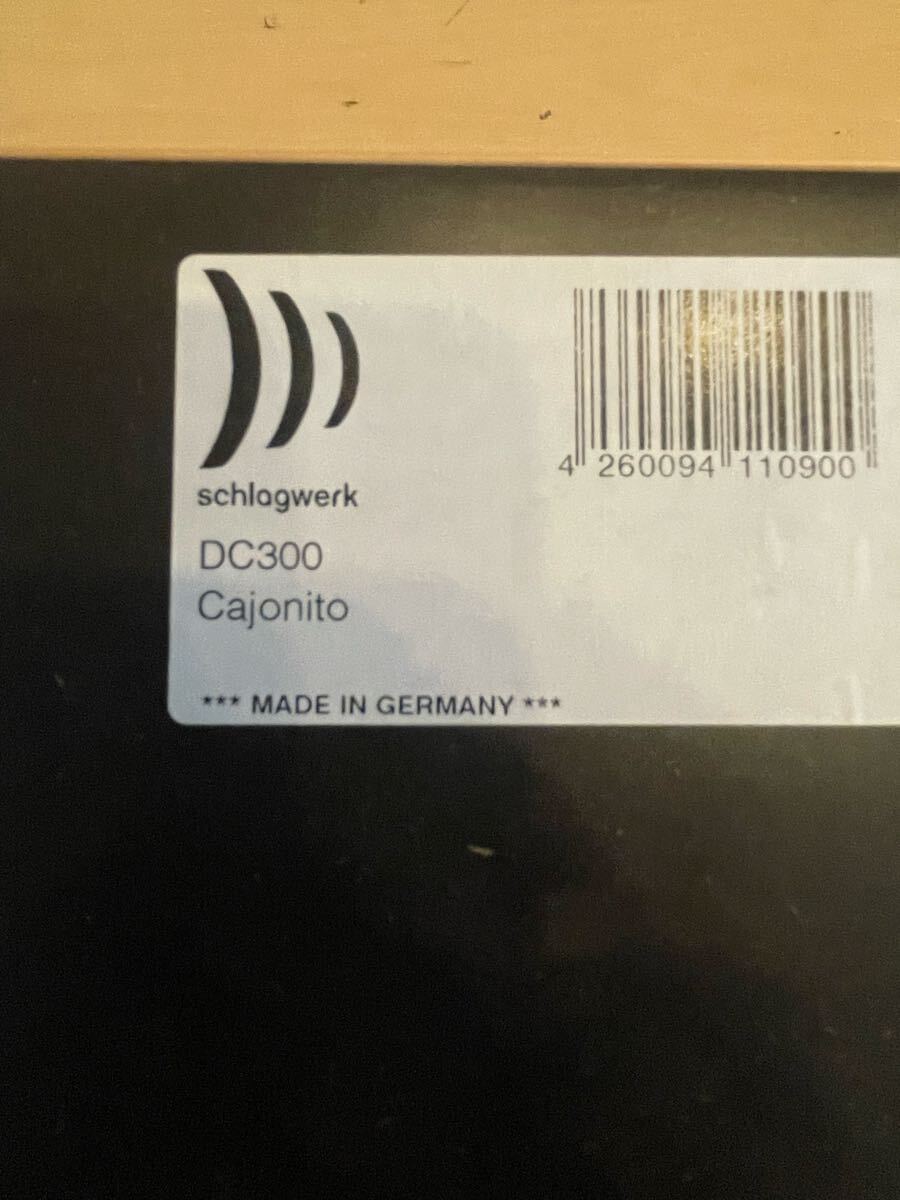 schlagwerk
DC300
Cajonito
*** MADE IN GERMANY ***
4 260094 110900